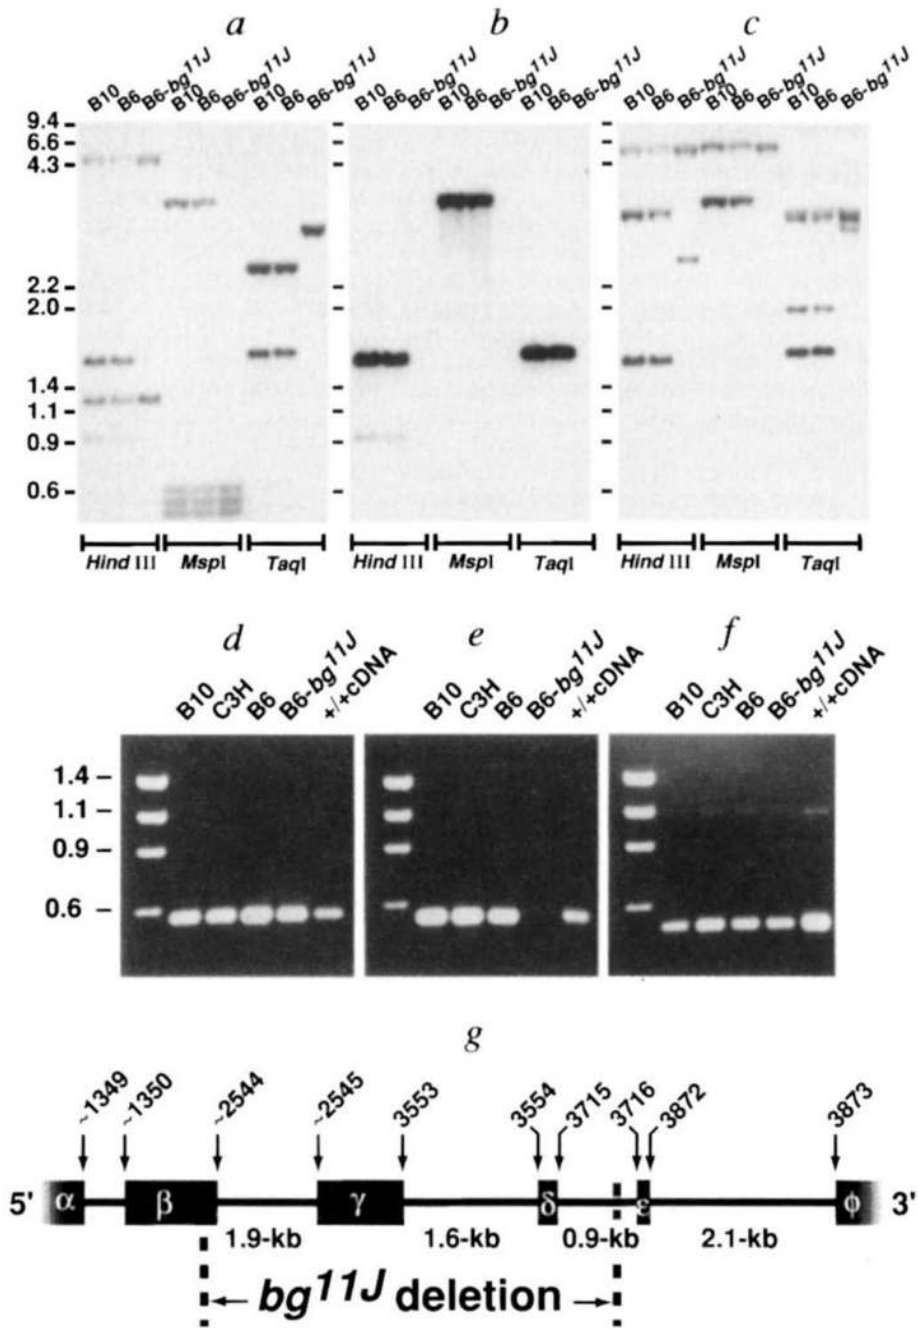 a b c
B10 B6 B6-bg11J B10 B6 B6-bg11J B10 B6 B6-bg11J
B10 B6 B6-bg11J B10 B6 B6-bg11J B10 B6 B6-bg11J
B10 B6 B6-bg11J B10 B6 B6-bg11J B10 B6 B6-bg11J
9.4
6.6
4.3
2.2
2.0
1.4
1.1
0.9
0.6
Hind III MspI TaqI
Hind III MspI TaqI
Hind III MspI TaqI
d e f
B10 C3H B6 B6-bg11J +/+cDNA
B10 C3H B6 B6-bg11J +/+cDNA
B10 C3H B6 B6-bg11J +/+cDNA
1.4
1.1
0.9
0.6
g
~1349 ~1350 ~2544 ~2545 3553 3554 3715 3716 3872 3873
5' α β γ δ ε ϕ 3'
1.9-kb 1.6-kb 0.9-kb 2.1-kb
bg11J deletion